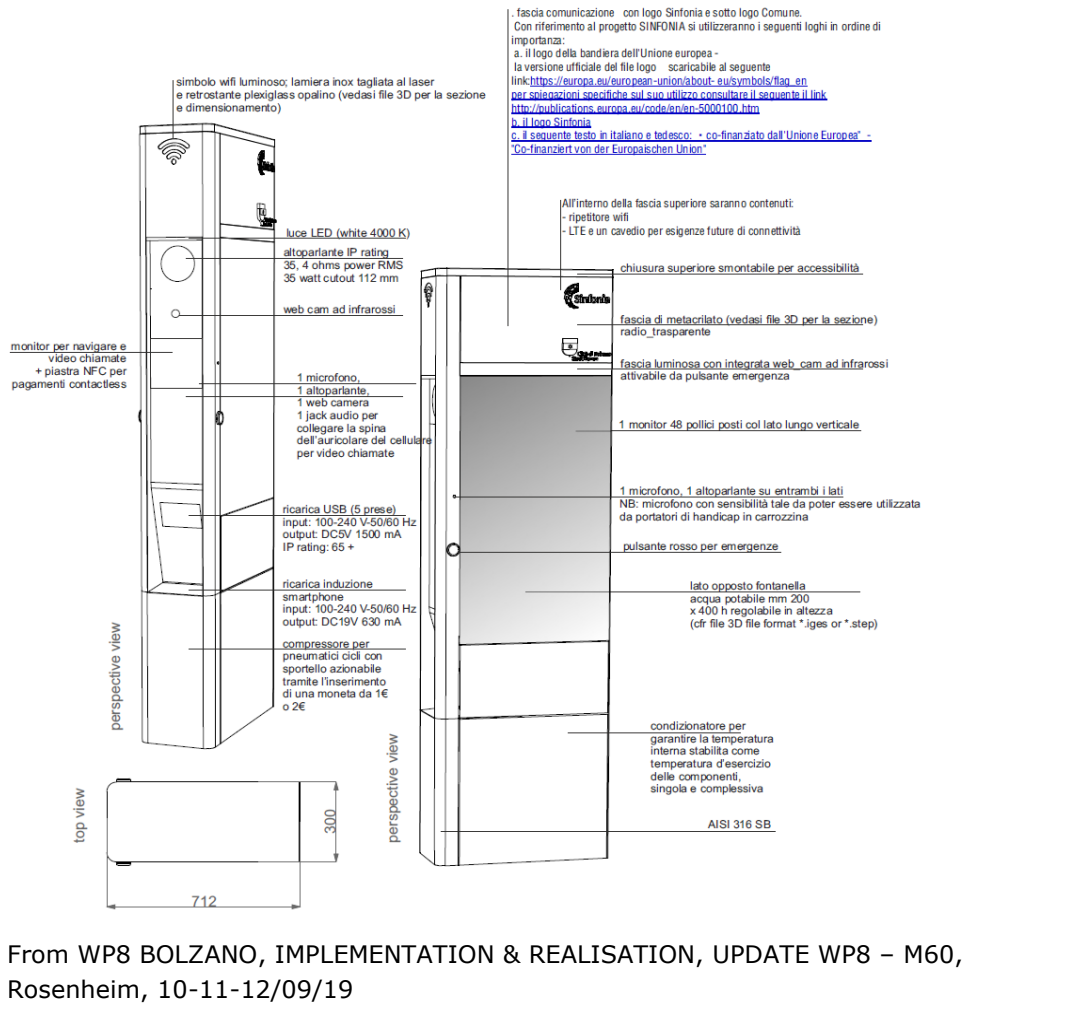 . fascia comunicazione con logo Sinfonia e sotto logo Comune.
Con riferimento al progetto SINFONIA si utilizzeranno i seguenti loghi in ordine di
importanza:
a. il logo della bandiera dell'Unione europea -
la versione ufficiale del file logo scaricabile al seguente
link:https://europa.eu/european-union/about- eu/symbols/flag_en
per spiegazioni specifiche sul suo utilizzo consultare il seguente il link
http://publications.europa.eu/code/en/en-5000100.htm
b. il logo Sinfonia
c. il seguente testo in italiano e tedesco: • co-finanziato dall'Unione Europea" -
"Co-finanziert von der Europaischen Union"
simbolo wifi luminoso; lamiera inox tagliata al laser
e retrostante plexiglass opalino (vedasi file 3D per la sezione
e dimensionamento)
All'interno della fascia superiore saranno contenuti:
- ripetitore wifi
- LTE e un cavedio per esigenze future di connettività
luce LED (white 4000 K)
altoparlante IP rating
35, 4 ohms power RMS
35 watt cutout 112 mm
web cam ad infrarossi
monitor per navigare e
video chiamate
+ piastra NFC per
pagamenti contactless
1 microfono,
1 altoparlante,
1 web camera
1 jack audio per
collegare la spina
dell'auricolare del cellulare
per video chiamate
ricarica USB (5 prese)
input: 100-240 V-50/60 Hz
output: DC5V 1500 mA
IP rating: 65 +
ricarica induzione
smartphone
input: 100-240 V-50/60 Hz
output: DC19V 630 mA
compressore per
pneumatici cicli con
sportello azionabile
tramite l'inserimento
di una moneta da 1€
o 2€
perspective view
chiusura superiore smontabile per accessibilità
Sinfonia
fascia di metacrilato (vedasi file 3D per la sezione)
radio_trasparente
fascia luminosa con integrata web_cam ad infrarossi
attivabile da pulsante emergenza
1 monitor 48 pollici posti col lato lungo verticale
1 microfono, 1 altoparlante su entrambi i lati
NB: microfono con sensibilità tale da poter essere utilizzata
da portatori di handicap in carrozzina
pulsante rosso per emergenze
lato opposto fontanella
acqua potabile mm 200
x 400 h regolabile in altezza
(cfr file 3D file format *.iges or *.step)
condizionatore per
garantire la temperatura
interna stabilita come
temperatura d'esercizio
delle componenti,
singola e complessiva
AISI 316 SB
perspective view
top view
300
712
From WP8 BOLZANO, IMPLEMENTATION & REALISATION, UPDATE WP8 – M60,
Rosenheim, 10-11-12/09/19